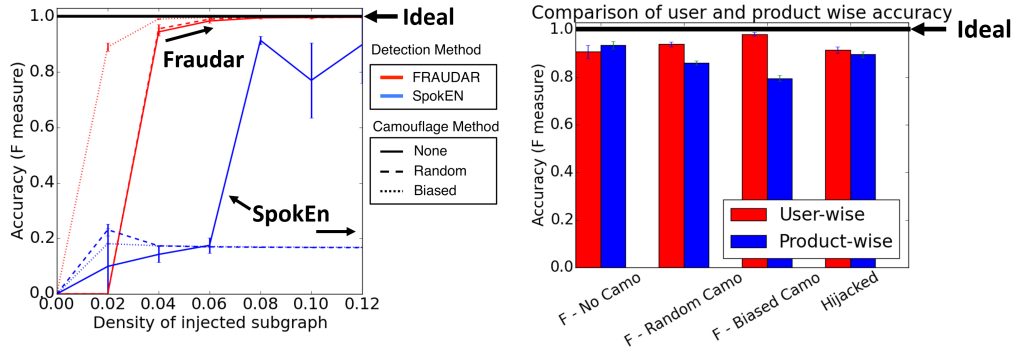 Ideal
Fraudar
SpokEn
Accuracy (F measure)
1.0
0.8
0.6
0.4
0.2
0.0
0.00 0.02 0.04 0.06 0.08 0.10 0.12
Density of injected subgraph
Detection Method
FRAUDAR
SpokEN
Camouflage Method
None
Random
Biased
Comparison of user and product wise accuracy
Ideal
Accuracy (F measure)
1.0
0.8
0.6
0.4
0.2
0.0
User-wise
Product-wise
F - No Camo
F - Random Camo
F - Biased Camo
Hijacked